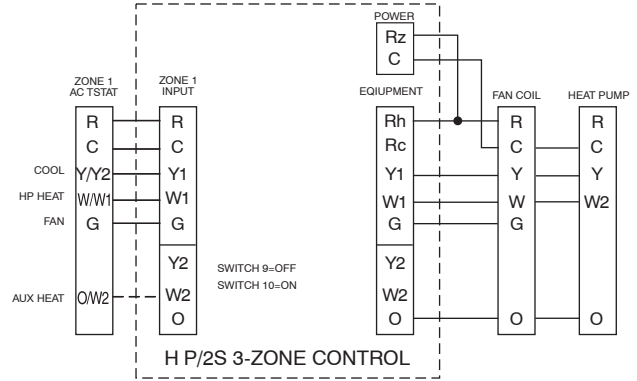 POWER
Rz
C
ZONE 1
AC TSTAT
ZONE 1
INPUT
EQIUPMENT
FAN COIL
HEAT PUMP
R
R
Rh
R
R
C
C
Rc
C
C
COOL
Y/Y2
Y1
Y1
Y
Y
HP HEAT
W/W1
W1
W1
W
W2
FAN
G
G
G
G
Y2
Y2
SWITCH 9=OFF
SWITCH 10=ON
AUX HEAT
O/W2
W2
W2
O
O
O
O
H P/2S 3-ZONE CONTROL